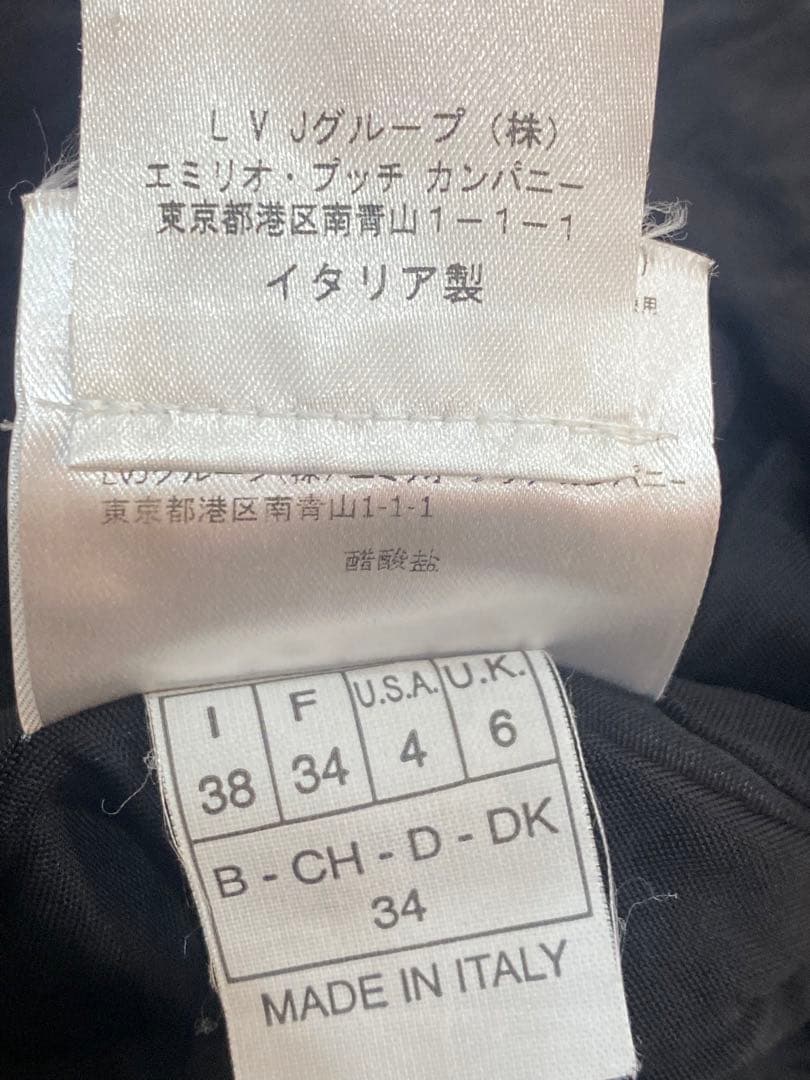 LVJグループ(株)
エミリオ・プッチ カンパニー
東京都港区南青山1-1-1
イタリア製
用
東京都港区南青山1-1-1
醋酸盐
I F U.S.A. U.K.
38 34 4 6
B - CH - D - DK
34
MADE IN ITALY